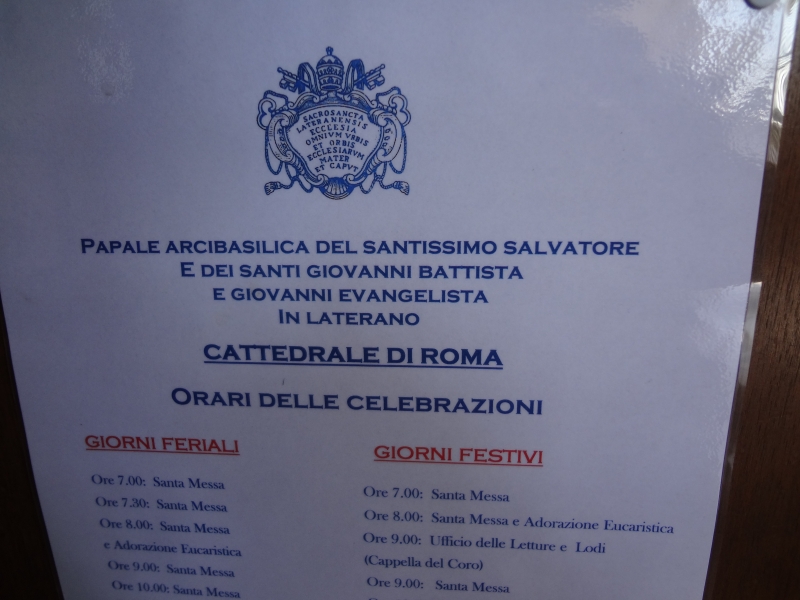 SACROSANCTA
LATERANENSIS
ECCLESIA
OMNIVM VRBIS
ET ORBIS
ECCLESIARVM
MATER
ET CAPVT
PAPALE ARCIBASILICA DEL SANTISSIMO SALVATORE
E DEI SANTI GIOVANNI BATTISTA
E GIOVANNI EVANGELISTA
IN LATERANO
CATTEDRALE DI ROMA
ORARI DELLE CELEBRAZIONI
GIORNI FERIALI
Ore 7.00: Santa Messa
Ore 7.30: Santa Messa
Ore 8.00: Santa Messa
e Adorazione Eucaristica
Ore 9.00: Santa Messa
Ore 10.00: Santa Messa
GIORNI FESTIVI
Ore 7.00: Santa Messa
Ore 8.00: Santa Messa e Adorazione Eucaristica
Ore 9.00: Ufficio delle Letture e Lodi
(Cappella del Coro)
Ore 9.00: Santa Messa